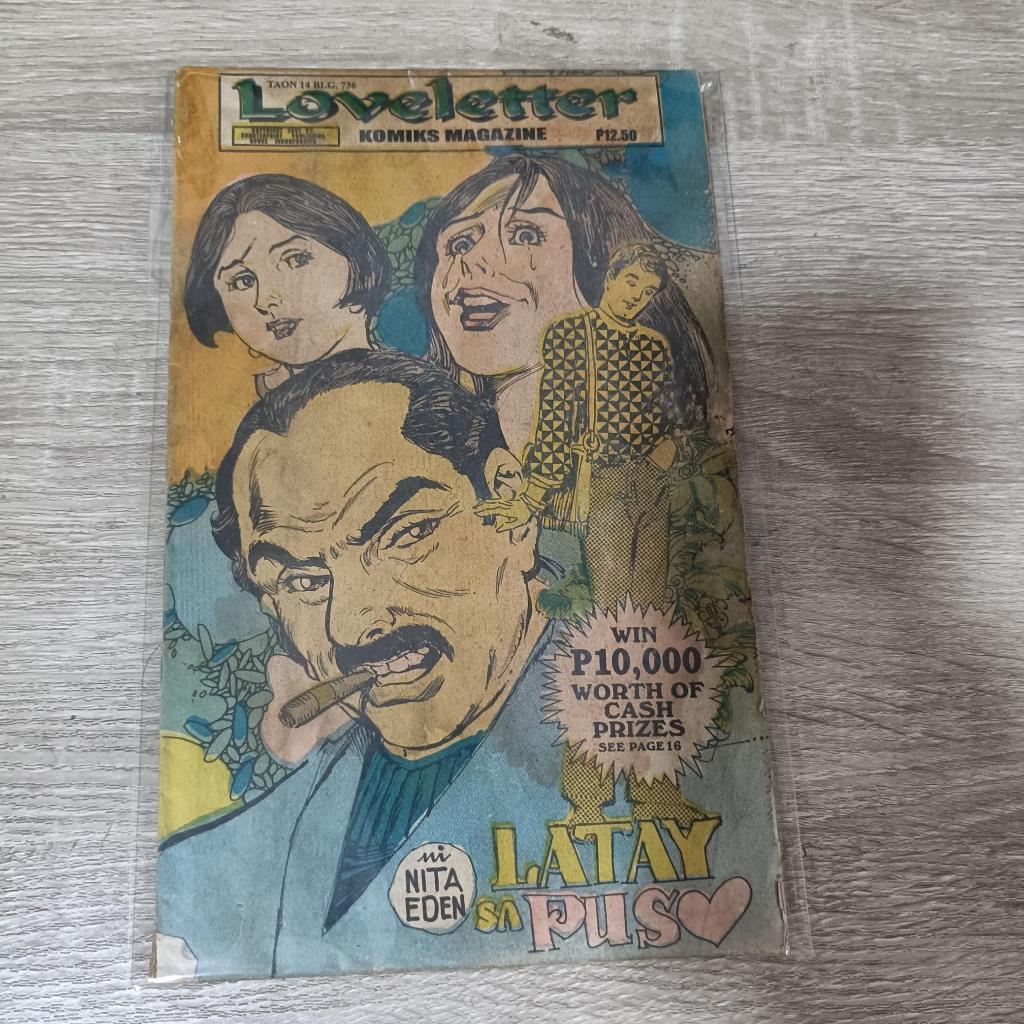 TAON 14 BLG, 736
Loveletter
KOMIKS MAGAZINE
P12.50
WIN
P10,000
WORTH OF
CASH
PRIZES
SEE PAGE 16
ni
NITA
EDEN
LATAY
SA PUSO